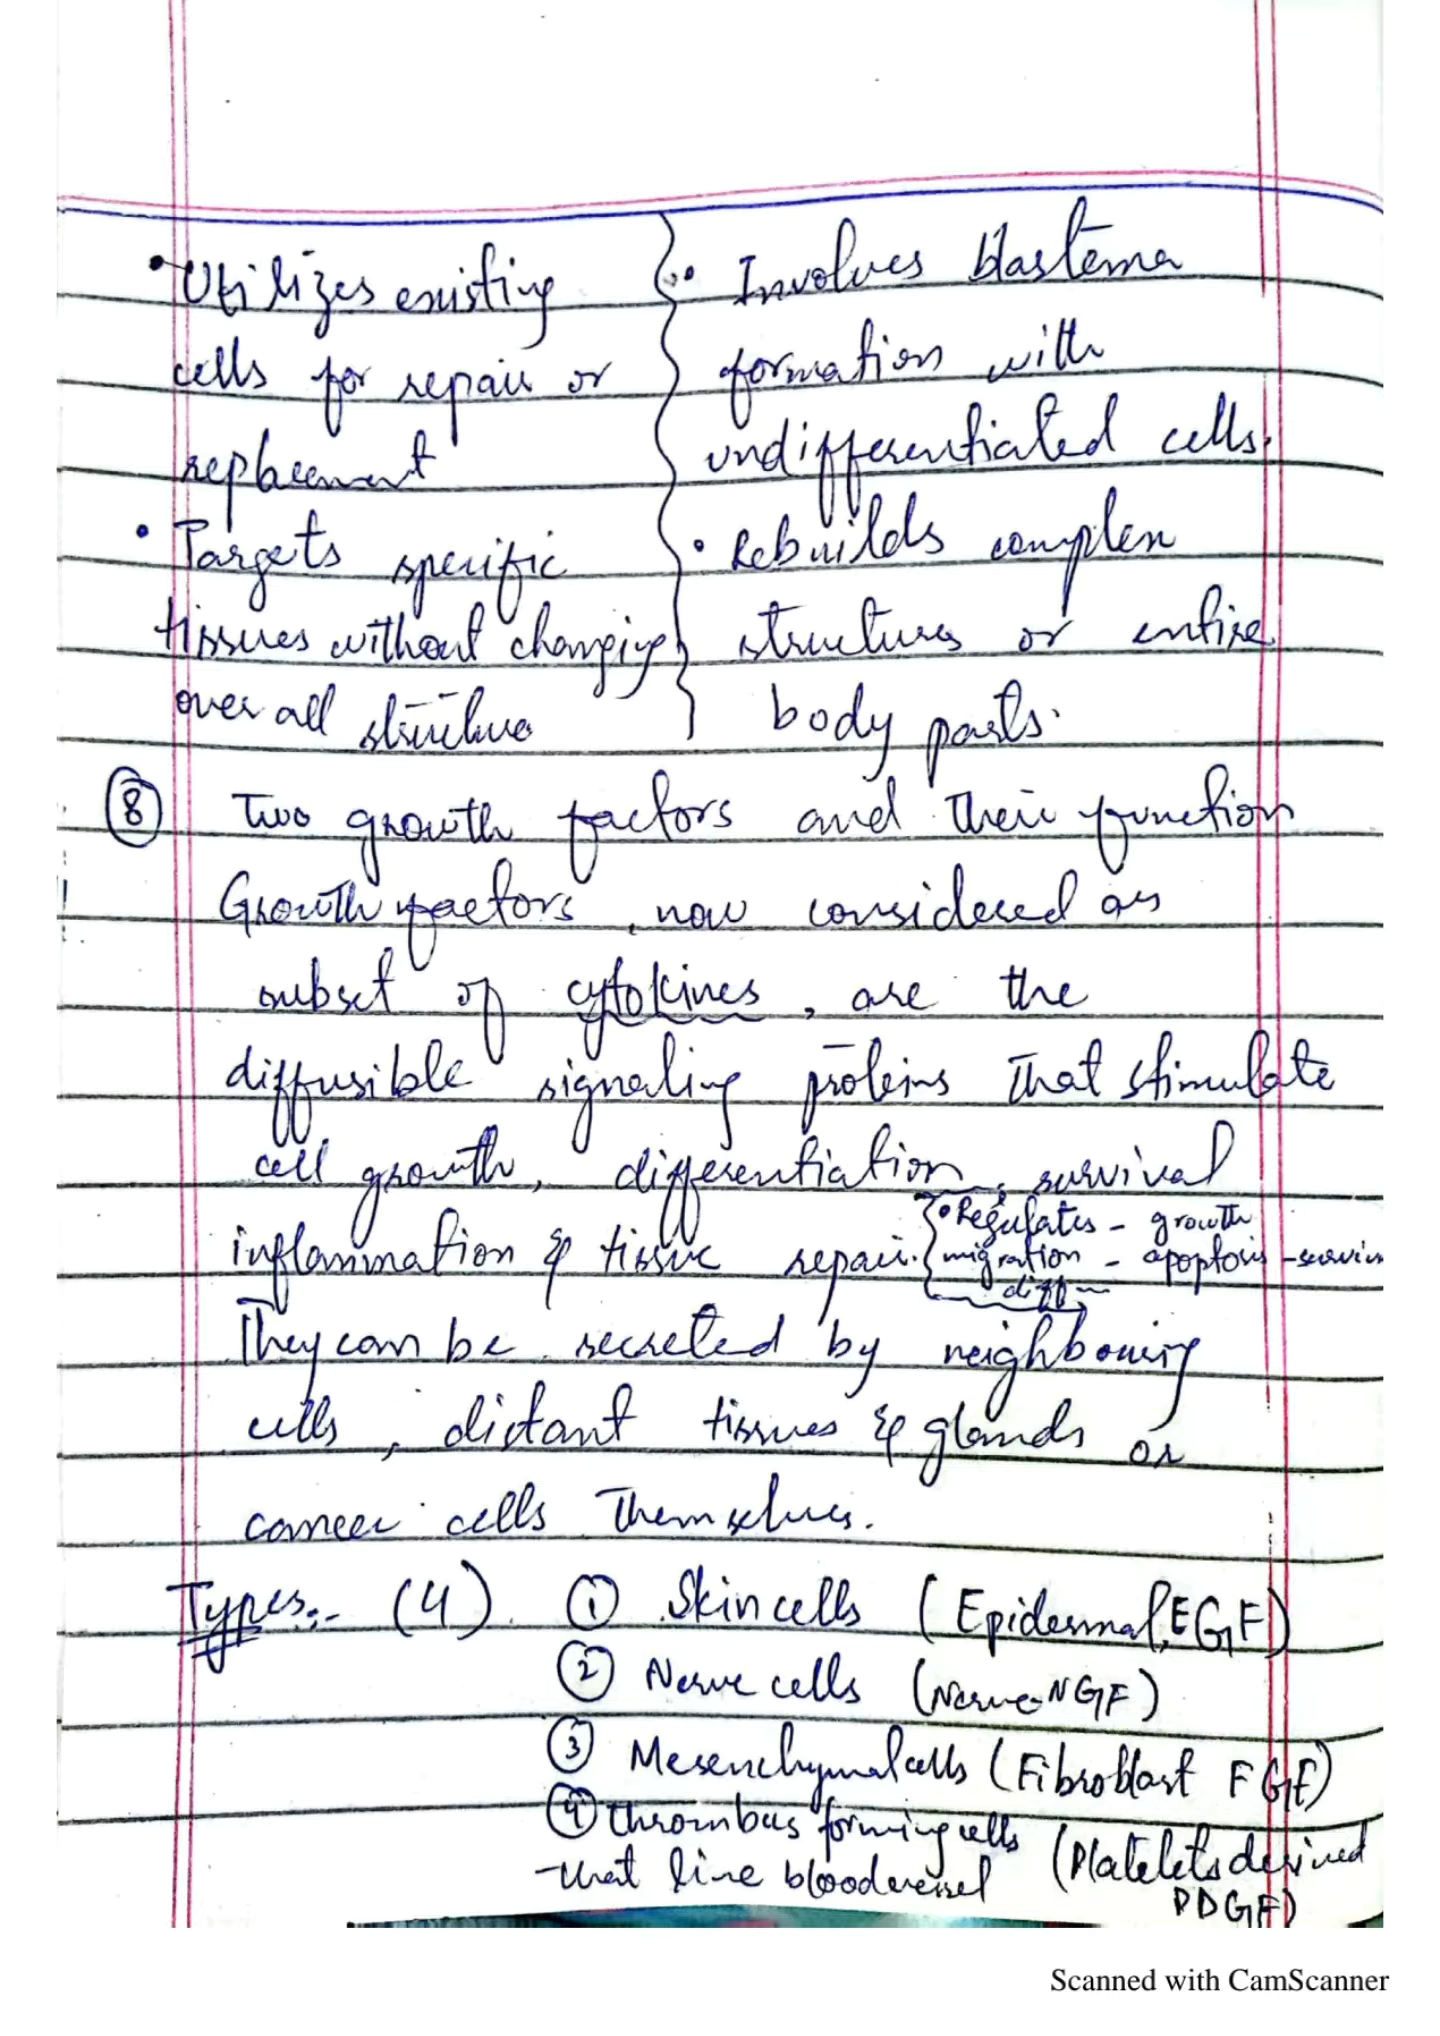 • Utilizes existing
cells for repair or
replacement
• Targets specific
tissues without changing
over all structure
• Involves blastema
formation with
undifferentiated cells.
• Rebuilds complex
structures or entire
body parts.
⑧ Two growth factors and their function
Growth factors, now considered as
subset of cytokines, are the
diffusible signaling proteins that stimulate
cell growth, differentiation, survival
inflammation & tissue repair.
• Regulates - growth
migration - apoptosis -
diff
They can be secreted by neighbouring
cells, distant tissues & glands or
cancer cells themselves.
Types:- (4) ① Skin cells (Epidermal, EGF)
② Nerve cells (Nerve-NGF)
③ Mesenchymal cells (Fibroblast FGF)
④ thrombus forming cells (Platelets derived
that line bloodvessel PDGF)
Scanned with CamScanner